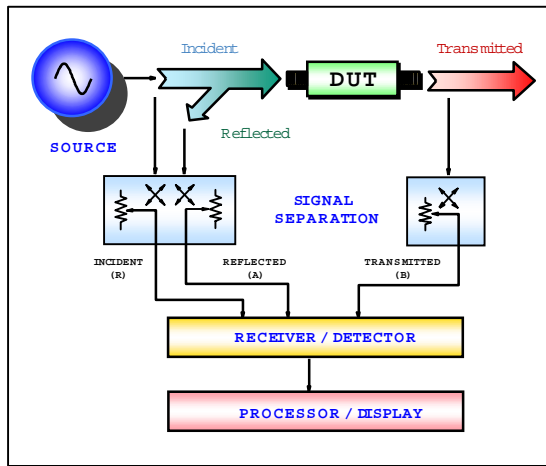 Incident
Transmitted
DUT
Reflected
SOURCE
SIGNAL
SEPARATION
INCIDENT
(R)
REFLECTED
(A)
TRANSMITTED
(B)
RECEIVER / DETECTOR
PROCESSOR / DISPLAY